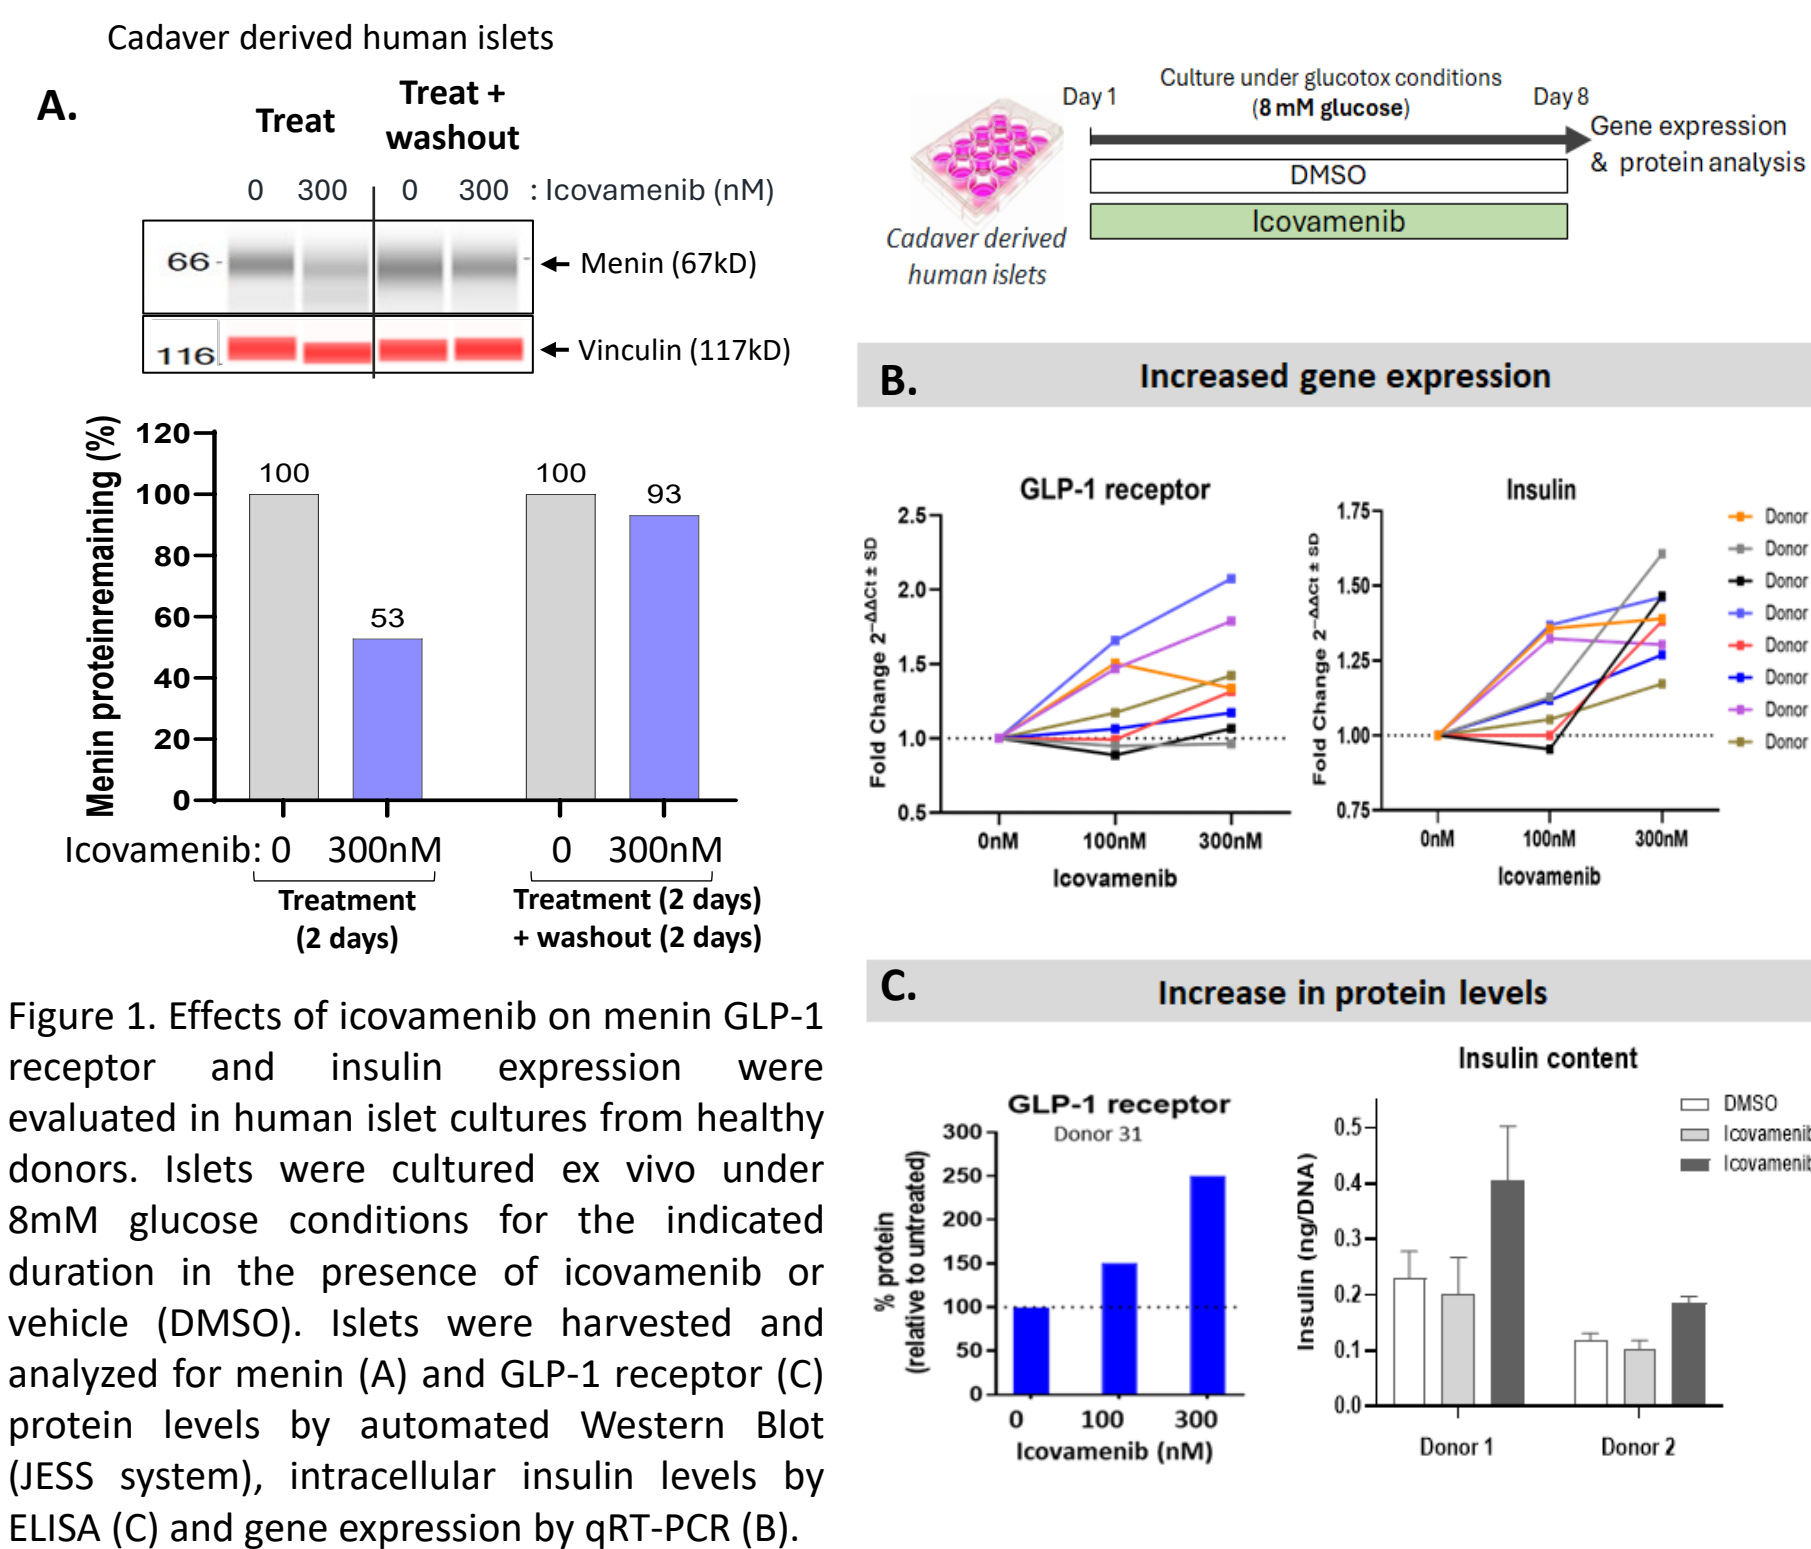 Cadaver derived human islets
A.
Treat
Treat +
washout
0 300 0 300 : Icovamenib (nM)
66
Menin (67kD)
116
Vinculin (117kD)
Menin proteinremaining (%)
120
100
80
60
40
20
0
100
53
100
93
Icovamenib: 0 300nM 0 300nM
Treatment
(2 days)
Treatment (2 days)
+ washout (2 days)
Figure 1. Effects of icovamenib on menin GLP-1
receptor and insulin expression were
evaluated in human islet cultures from healthy
donors. Islets were cultured ex vivo under
8mM glucose conditions for the indicated
duration in the presence of icovamenib or
vehicle (DMSO). Islets were harvested and
analyzed for menin (A) and GLP-1 receptor (C)
protein levels by automated Western Blot
(JESS system), intracellular insulin levels by
ELISA (C) and gene expression by qRT-PCR (B).
Cadaver derived
human islets
Day 1
Culture under glucotox conditions
(8 mM glucose)
Day 8
DMSO
Icovamenib
Gene expression
& protein analysis
B.
Increased gene expression
GLP-1 receptor
Fold Change 2^−ΔΔCt ± SD
2.5
2.0
1.5
1.0
0.5
0nM 100nM 300nM
Icovamenib
Insulin
Fold Change 2^−ΔΔCt ± SD
1.75
1.50
1.25
1.00
0.75
0nM 100nM 300nM
Icovamenib
Donor
Donor
Donor
Donor
Donor
Donor
Donor
Donor
C.
Increase in protein levels
GLP-1 receptor
Donor 31
% protein
(relative to untreated)
300
250
200
150
100
50
0
0 100 300
Icovamenib (nM)
Insulin content
Insulin (ng/DNA)
0.5
0.4
0.3
0.2
0.1
0.0
Donor 1 Donor 2
DMSO
Icovamenib
Icovamenib